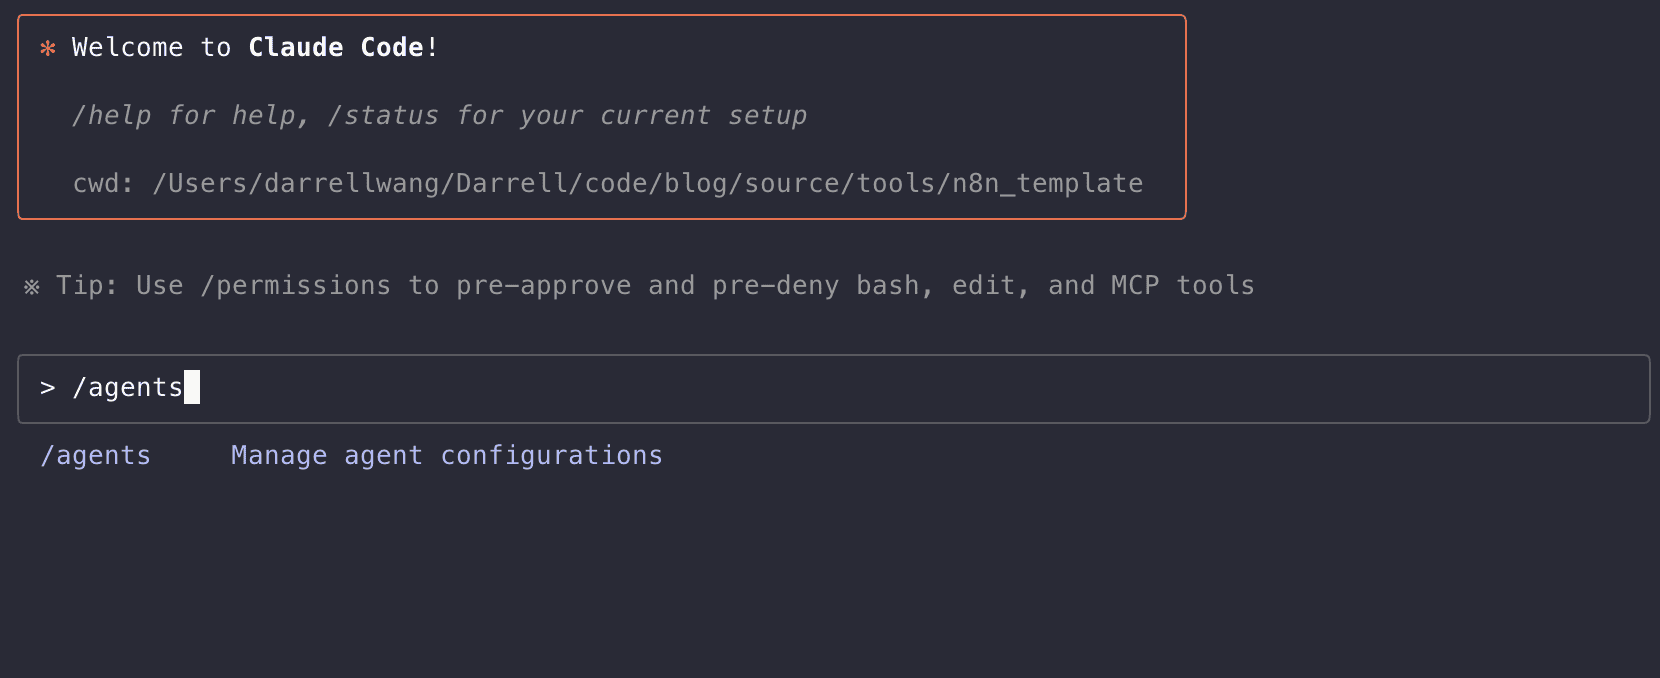 ✻ Welcome to Claude Code!
/help for help, /status for your current setup
cwd: /Users/darrellwang/Darrell/code/blog/source/tools/n8n_template
※ Tip: Use /permissions to pre-approve and pre-deny bash, edit, and MCP tools
> /agents
/agents     Manage agent configurations